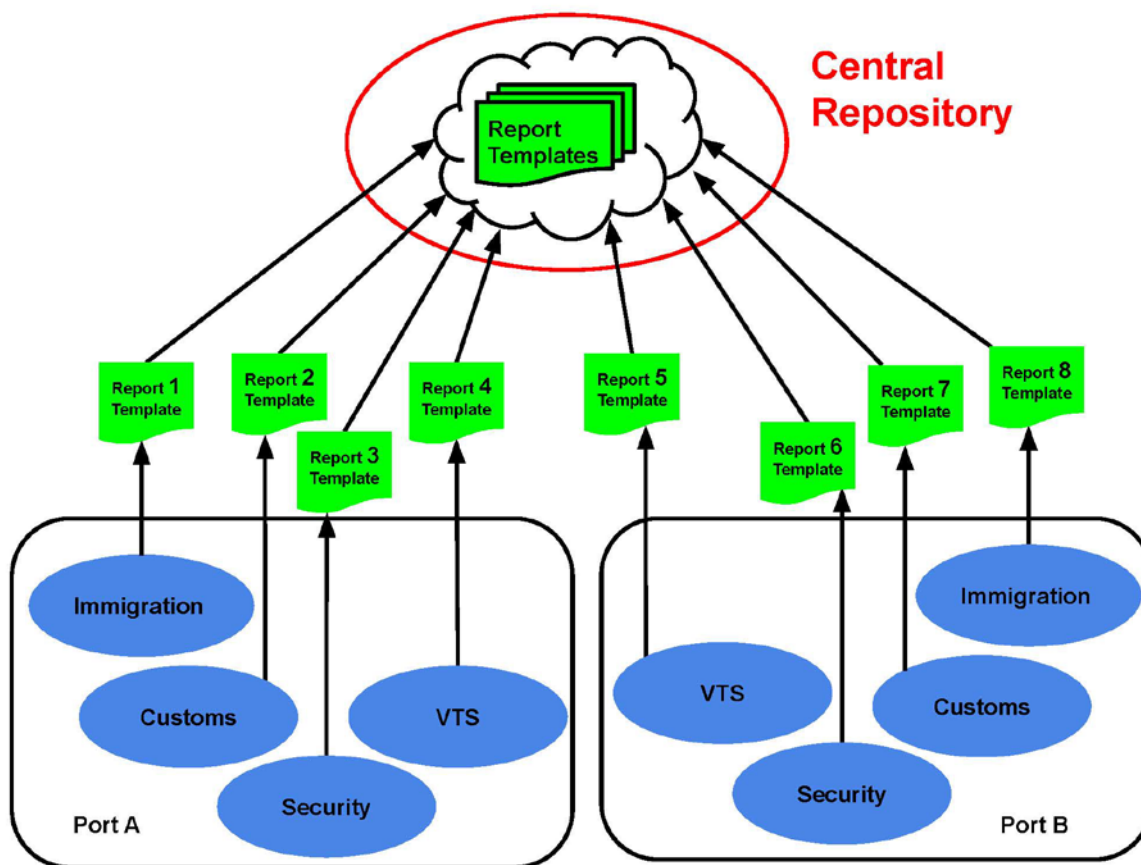 Central
Repository
Report
Templates
Report 1
Template
Report 2
Template
Report 3
Template
Report 4
Template
Report 5
Template
Report 6
Template
Report 7
Template
Report 8
Template
Immigration
Customs
Security
VTS
Port A
VTS
Security
Customs
Immigration
Port B